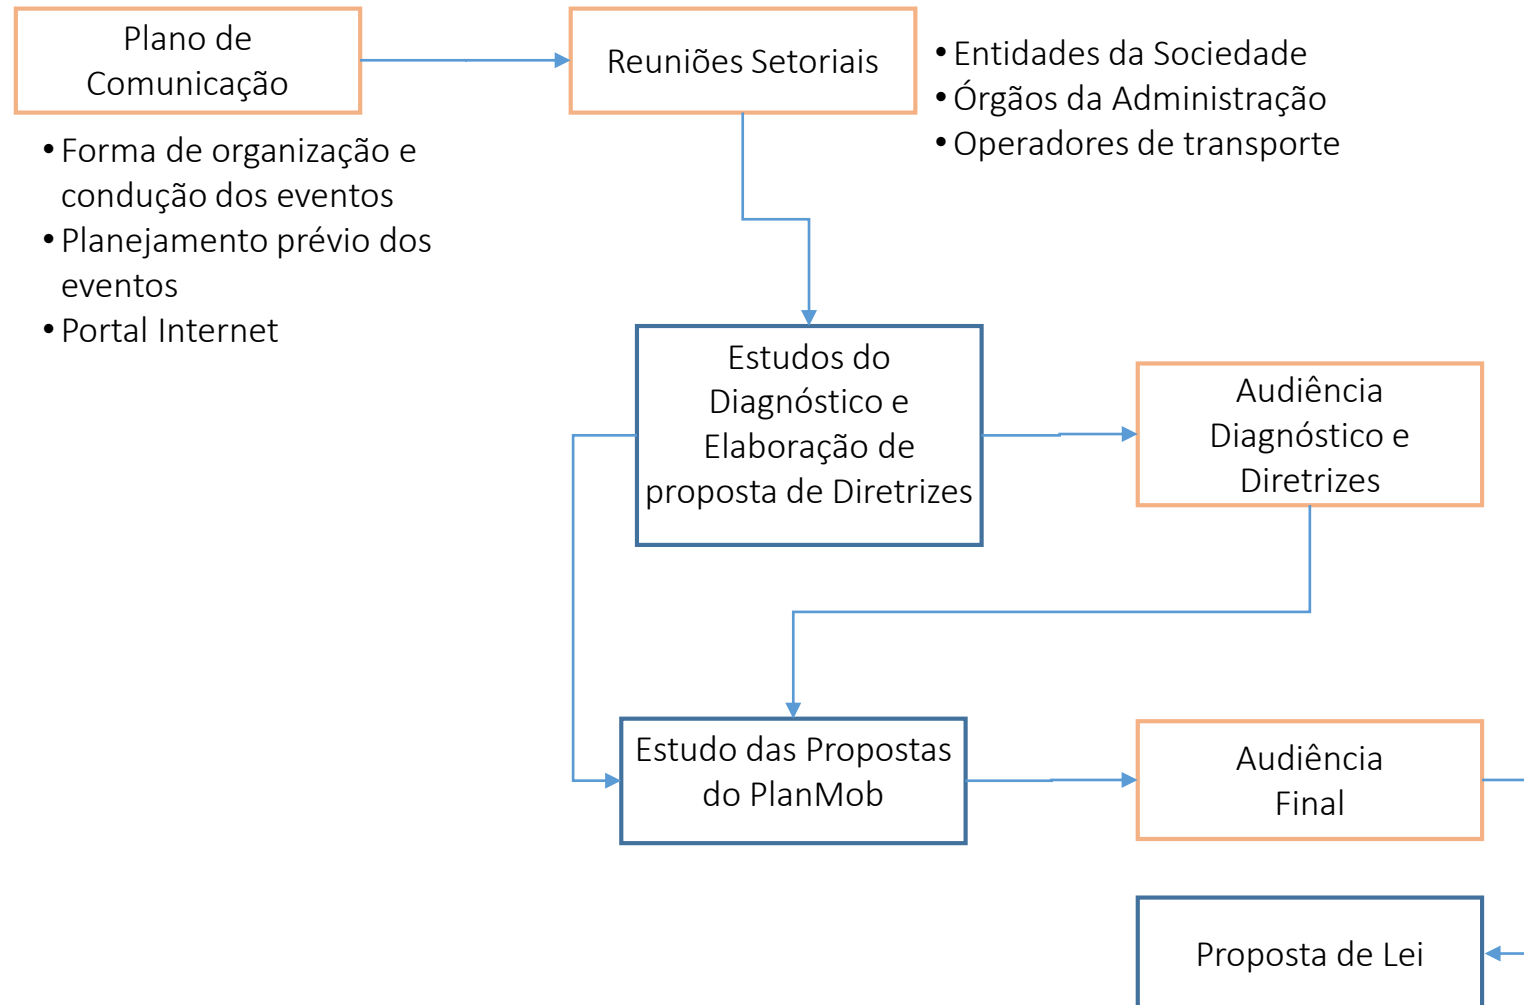 Plano de
Comunicação
Reuniões Setoriais
• Entidades da Sociedade
• Órgãos da Administração
• Operadores de transporte
• Forma de organização e
condução dos eventos
• Planejamento prévio dos
eventos
• Portal Internet
Estudos do
Diagnóstico e
Elaboração de
proposta de Diretrizes
Audiência
Diagnóstico e
Diretrizes
Estudo das Propostas
do PlanMob
Audiência
Final
Proposta de Lei